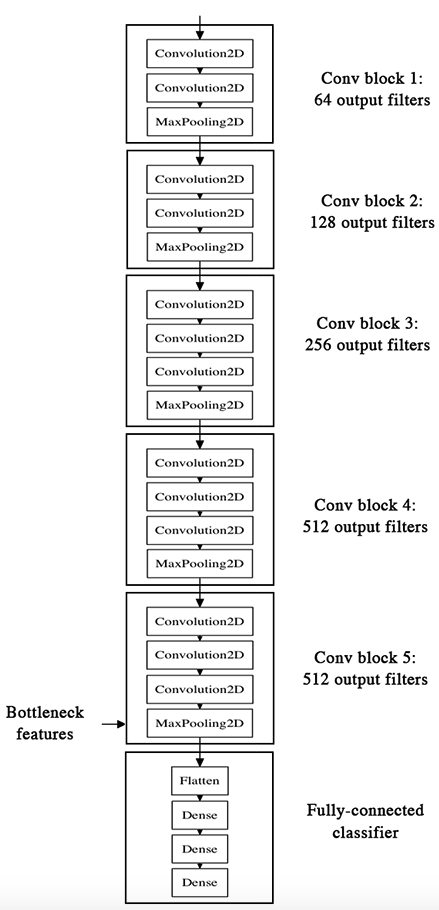 Convolution2D
Convolution2D
MaxPooling2D
Conv block 1:
64 output filters
Convolution2D
Convolution2D
MaxPooling2D
Conv block 2:
128 output filters
Convolution2D
Convolution2D
Convolution2D
MaxPooling2D
Conv block 3:
256 output filters
Convolution2D
Convolution2D
Convolution2D
MaxPooling2D
Conv block 4:
512 output filters
Convolution2D
Convolution2D
Convolution2D
MaxPooling2D
Conv block 5:
512 output filters
Bottleneck
features
Flatten
Dense
Dense
Dense
Fully-connected
classifier